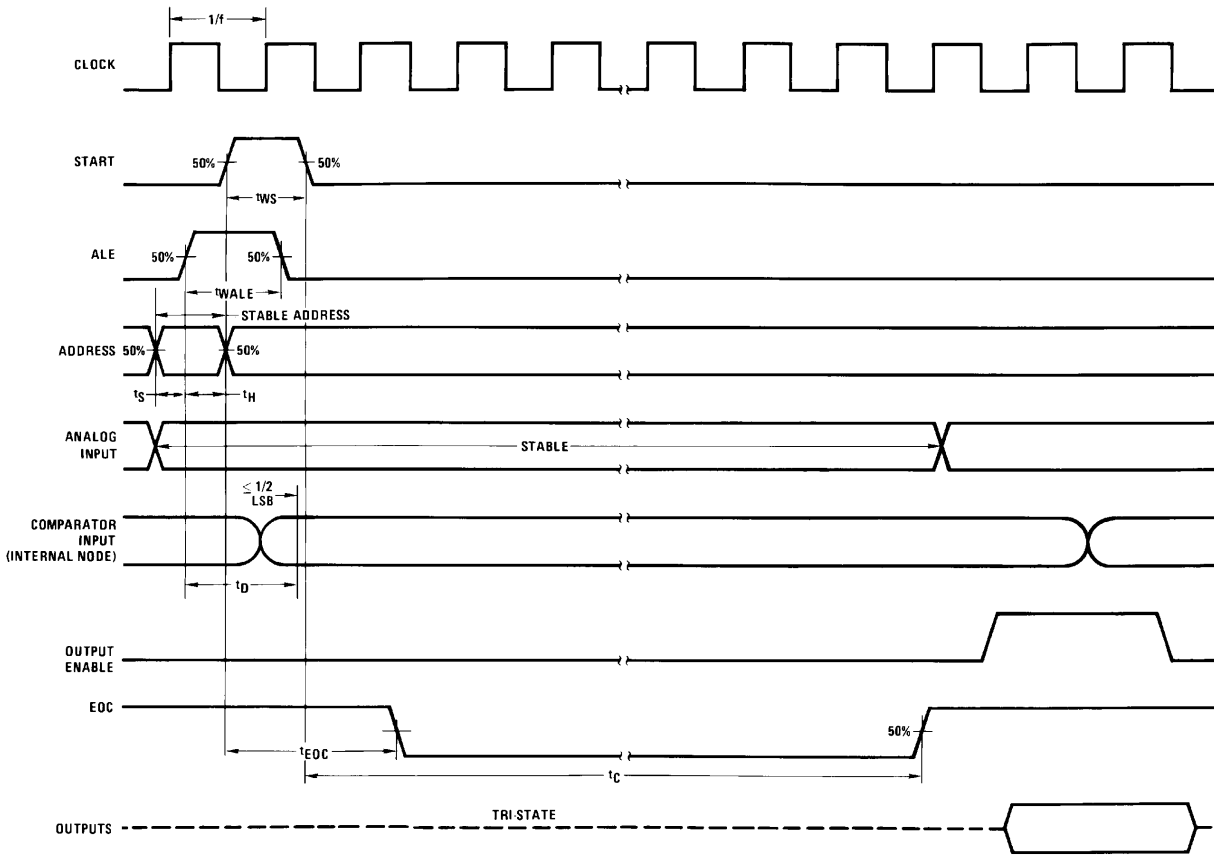 1/f
CLOCK
START
50%
50%
tWS
ALE
50%
50%
tWALE
STABLE ADDRESS
ADDRESS
50%
50%
tS
tH
ANALOG
INPUT
STABLE
≤ 1/2
LSB
COMPARATOR
INPUT
(INTERNAL NODE)
tD
OUTPUT
ENABLE
EOC
50%
tEOC
tC
TRI-STATE
OUTPUTS